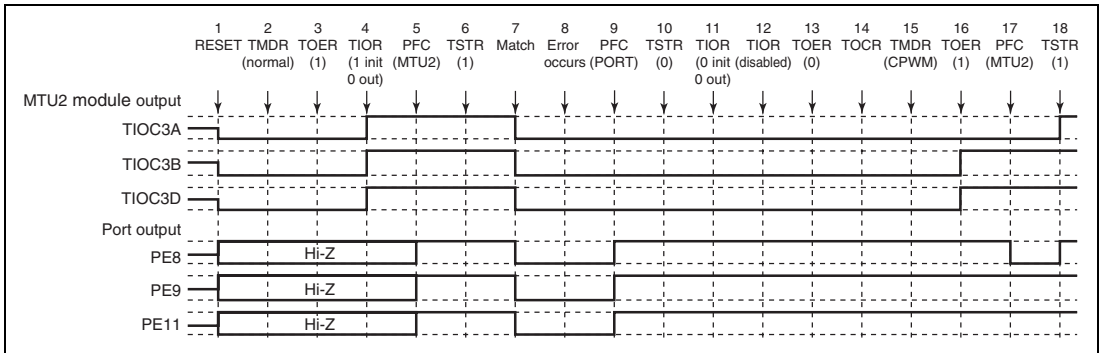 1 2 3 4 5 6 7 8 9 10 11 12 13 14 15 16 17 18
RESET TMDR TOER TIOR PFC TSTR Match Error PFC TSTR TIOR TIOR TOER TOCR TMDR TOER PFC TSTR
(normal) (1) (1 init (MTU2) (1) occurs (PORT) (0) (0 init (disabled) (0) (CPWM) (1) (MTU2) (1)
0 out) 0 out)
MTU2 module output
TIOC3A
TIOC3B
TIOC3D
Port output
PE8 Hi-Z
PE9 Hi-Z
PE11 Hi-Z